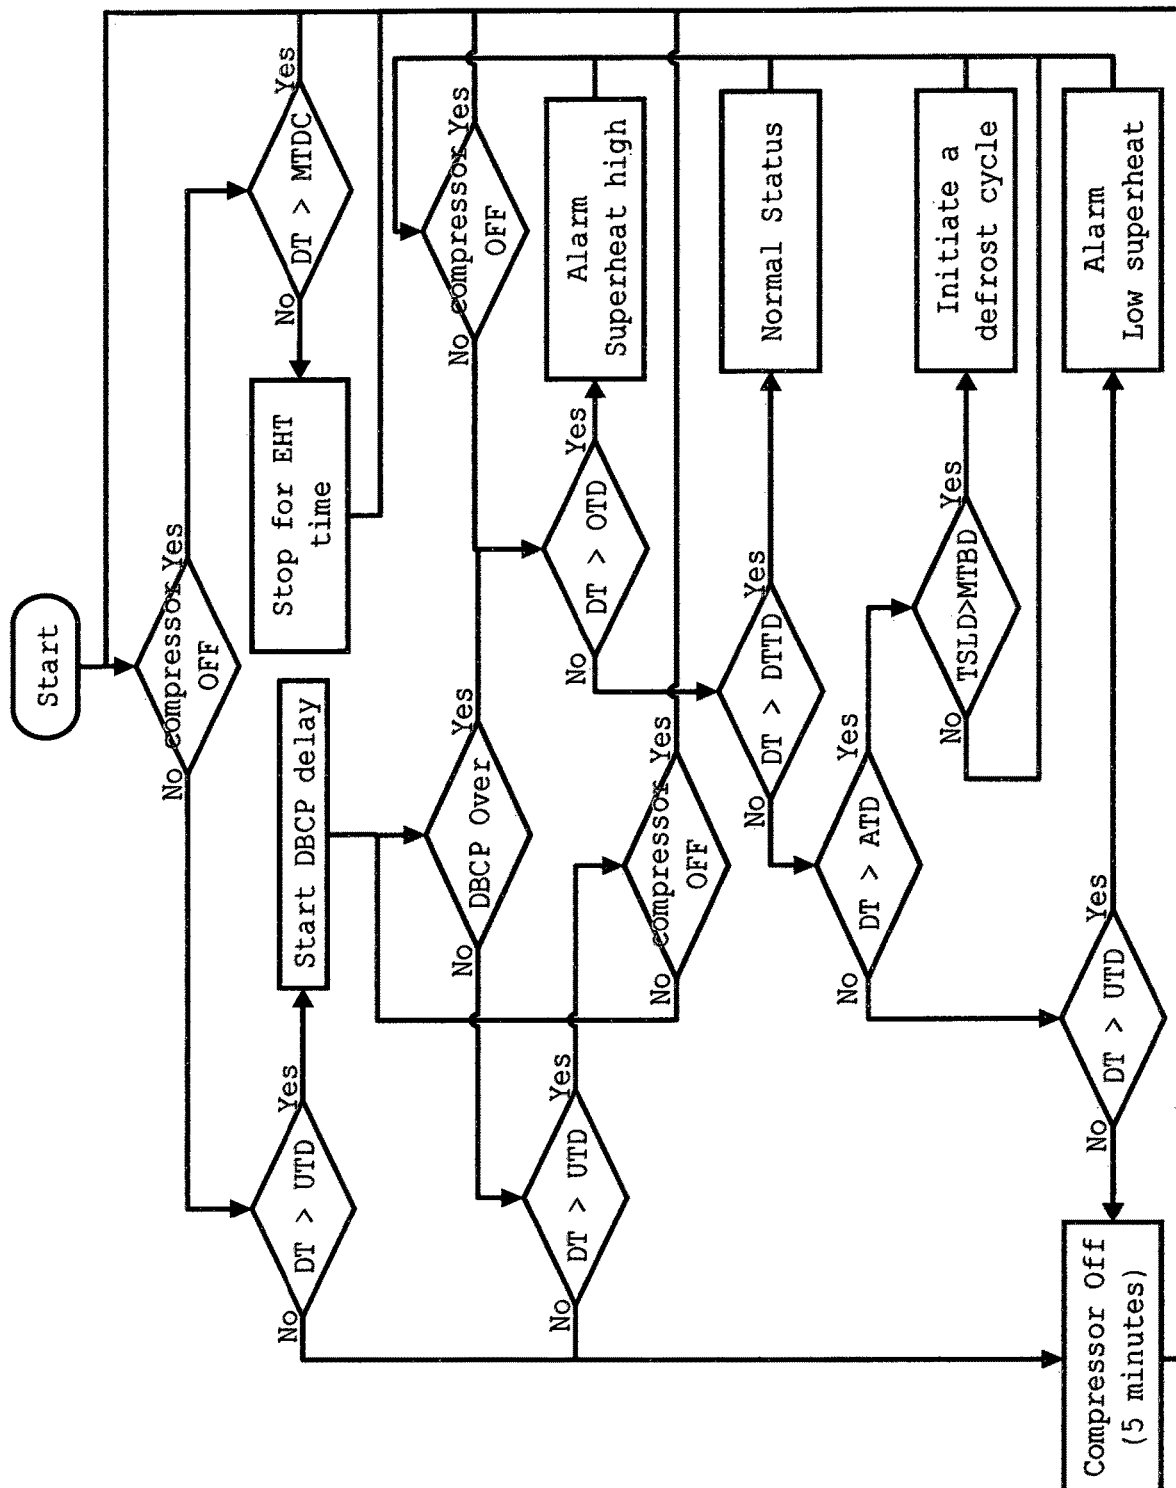 Start
No
compressor
OFF
Yes
No
DT > MTDC
Yes
Stop for EHT
time
No
DT > UTD
Yes
Start DBCP delay
No
DBCP Over
Yes
No
compressor
OFF
Yes
No
DT > UTD
Yes
No
compressor
OFF
Yes
No
DT > OTD
Yes
Alarm
Superheat high
No
DT > DTTD
Yes
Normal Status
No
DT > ATD
Yes
No
TSLD>MTBD
Yes
Initiate a
defrost cycle
No
DT > UTD
Yes
Alarm
Low superheat
Compressor Off
(5 minutes)